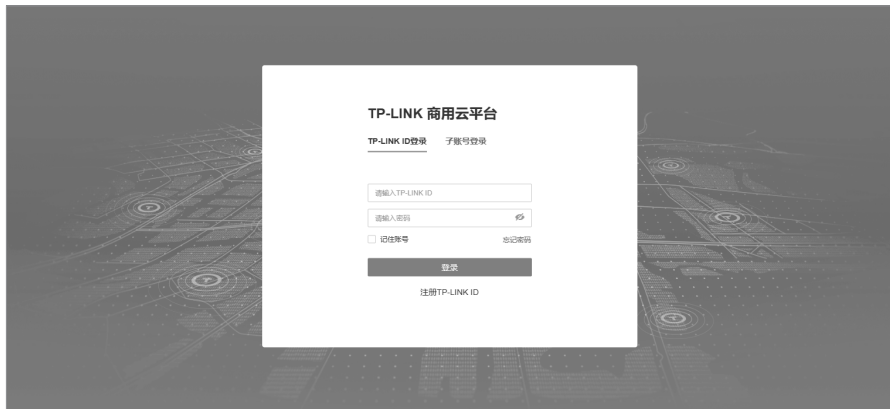 TP-LINK 商用云平台
TP-LINK ID登录 子账号登录
请输入TP-LINK ID
请输入密码
记住账号 忘记密码
登录
注册TP-LINK ID